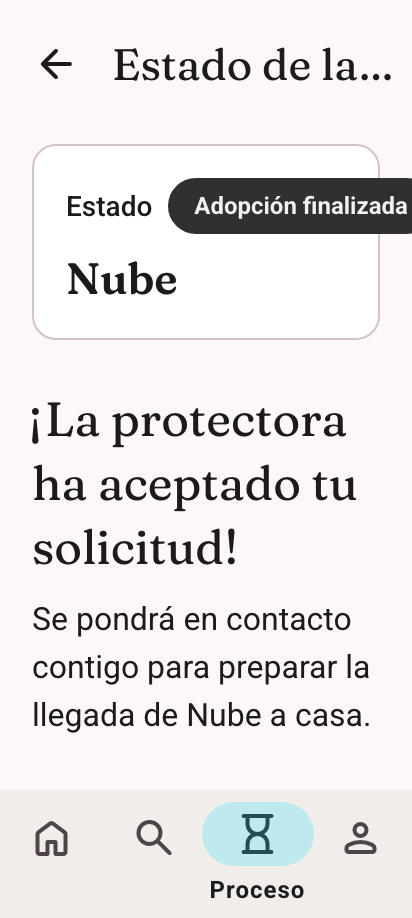 Estado de la...
Estado Adopción finalizada
Nube
¡La protectora
ha aceptado tu
solicitud!
Se pondrá en contacto
contigo para preparar la
llegada de Nube a casa.
Proceso